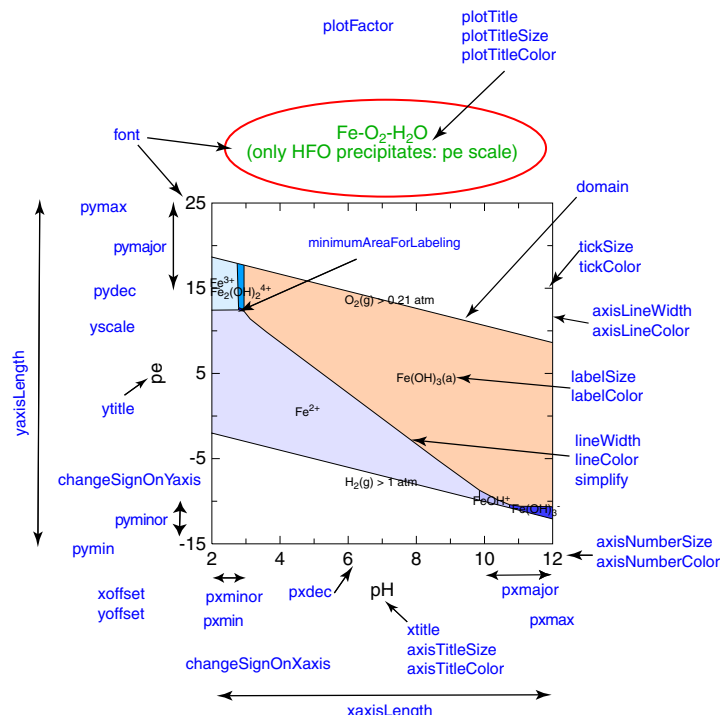 plotFactor
plotTitle
plotTitleSize
plotTitleColor
font
Fe-O₂-H₂O
(only HFO precipitates: pe scale)
domain
pymax
25
minimumAreaForLabeling
pymajor
tickSize
tickColor
Fe³⁺
Fe₂(OH)₂⁴⁺
pydec
15
O₂(g) > 0.21 atm
axisLineWidth
axisLineColor
yscale
yaxisLength
pe
5
Fe(OH)₃(a)
labelSize
labelColor
ytitle
Fe²⁺
lineWidth
lineColor
simplify
-5
changeSignOnYaxis
H₂(g) > 1 atm
FeOH⁺
Fe(OH)₃⁻
pyminor
pymin
-15
axisNumberSize
axisNumberColor
2 4 6 8 10 12
xoffset
yoffset
pxminor
pxmin
pxdec
pH
pxmajor
pxmax
xtitle
axisTitleSize
axisTitleColor
changeSignOnXaxis
xaxisLength